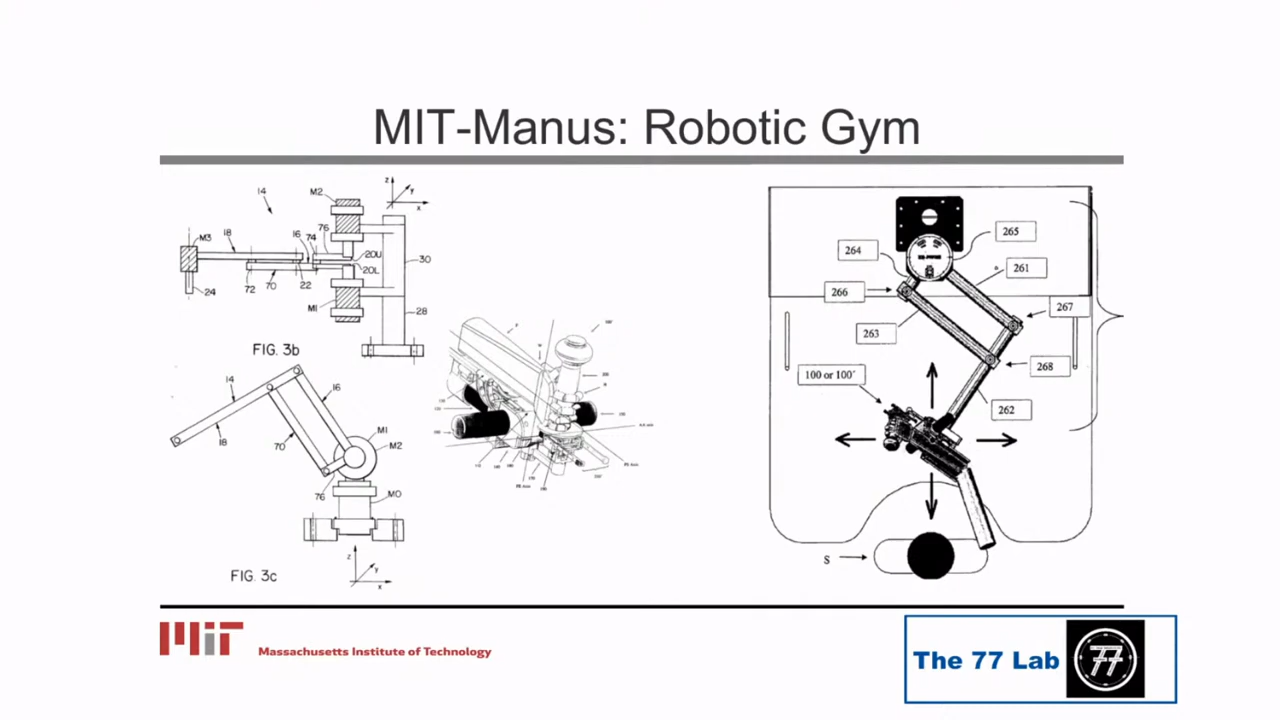 MIT-Manus: Robotic Gym
14
M2
z
y
x
M3
18
16
74
76
20U
20L
30
24
72
70
22
M1
28
FIG. 3b
14
16
18
70
M1
M2
76
M0
z
y
x
FIG. 3c
265
264
261
266
267
263
268
100 or 100´
262
S
MIT
Massachusetts Institute of Technology
The 77 Lab
77